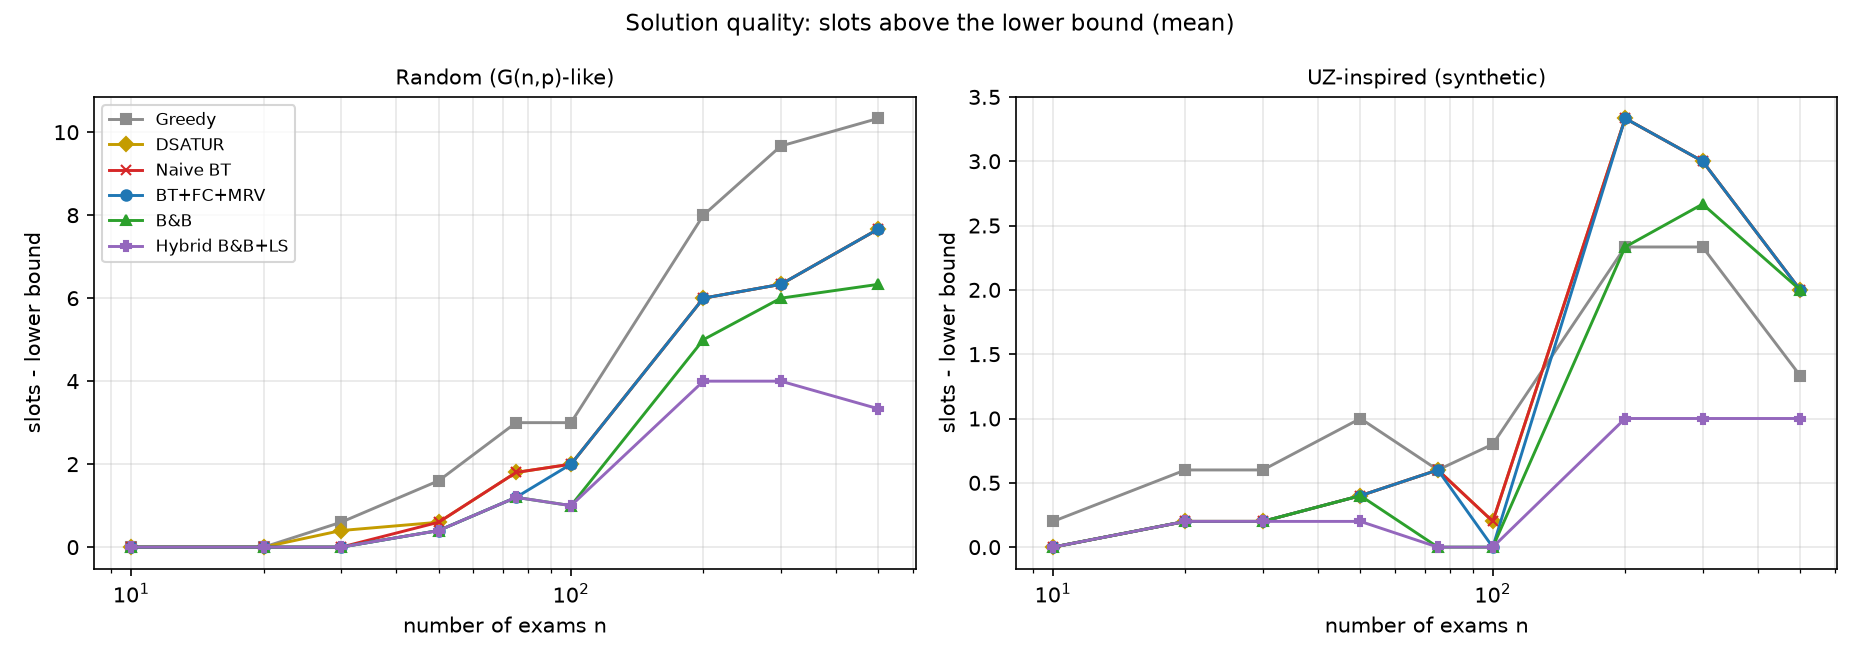 Solution quality: slots above the lower bound (mean)
Random (G(n,p)-like)
slots - lower bound
10
8
6
4
2
0
Greedy
DSATUR
Naive BT
BT+FC+MRV
B&B
Hybrid B&B+LS
10¹
10²
number of exams n
UZ-inspired (synthetic)
slots - lower bound
3.5
3.0
2.5
2.0
1.5
1.0
0.5
0.0
10¹
10²
number of exams n